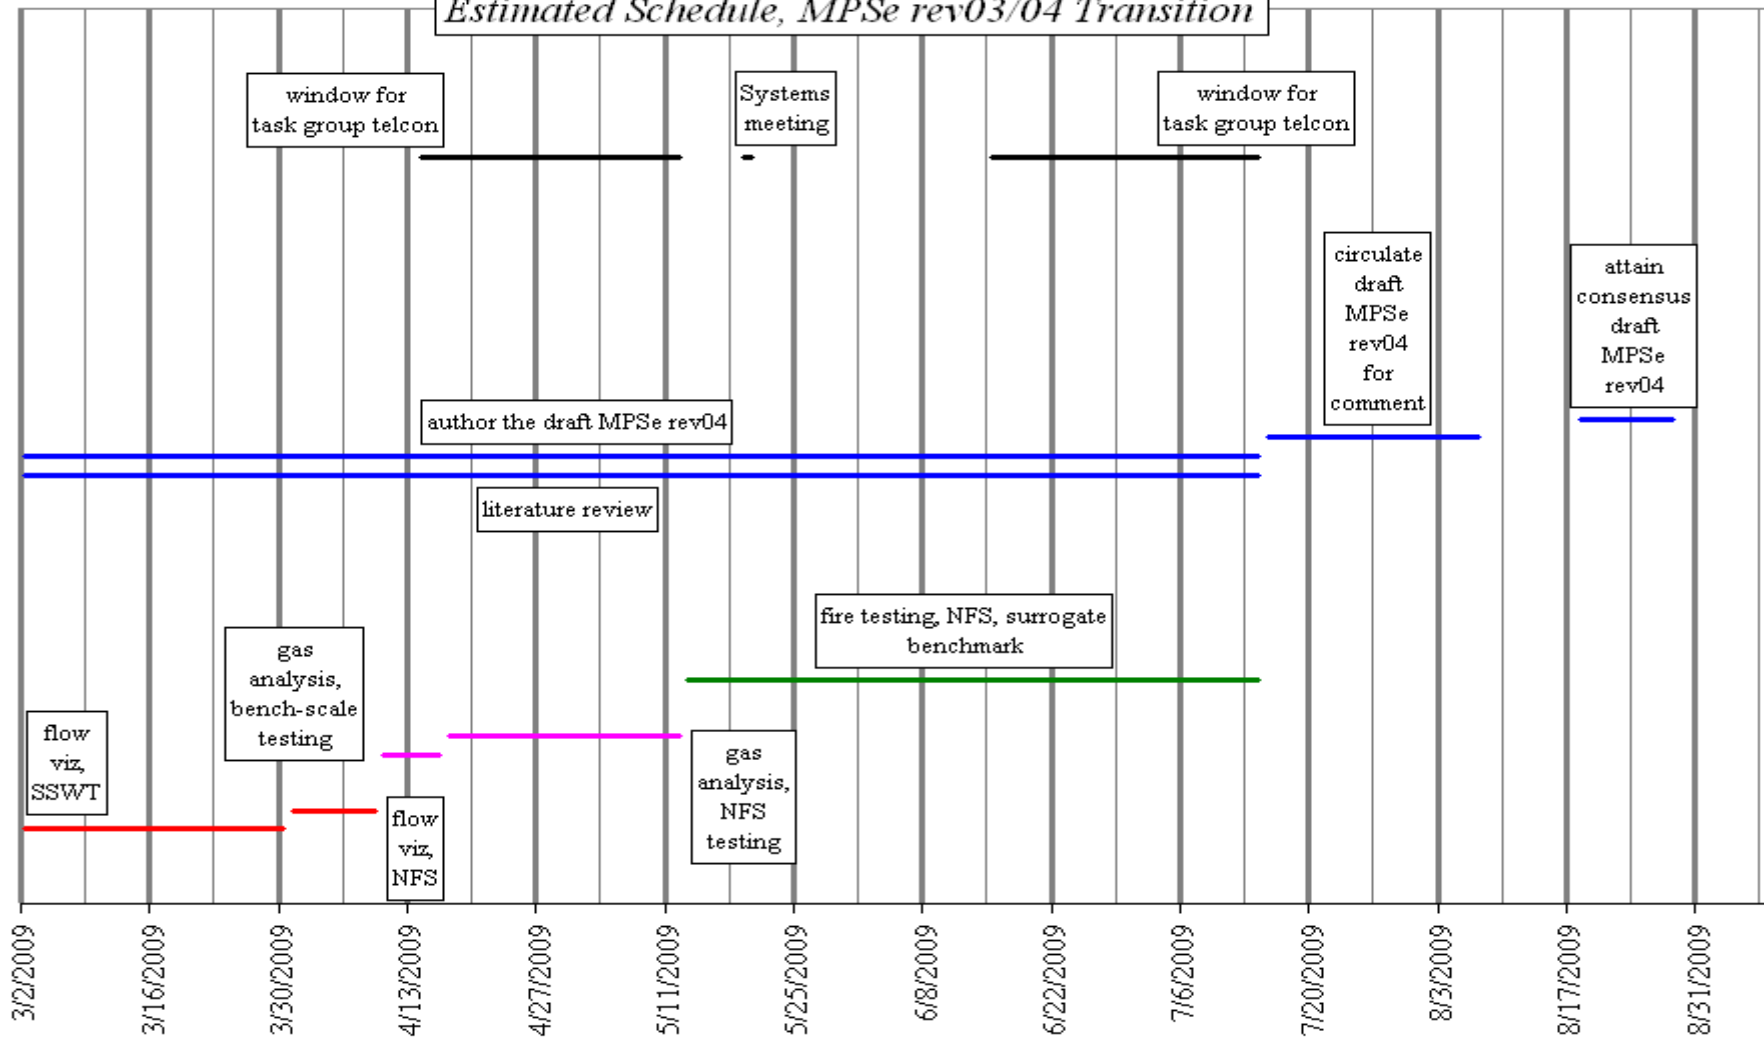 Estimated Schedule, MPSe rev03/04 Transition
window for
task group telcon
Systems
meeting
window for
task group telcon
circulate
draft
MPSe
rev04
for
comment
attain
consensus
draft
MPSe
rev04
author the draft MPSe rev04
literature review
fire testing, NFS, surrogate
benchmark
gas
analysis,
bench-scale
testing
flow
viz,
SSWT
gas
analysis,
NFS
testing
flow
viz,
NFS
3/2/2009
3/16/2009
3/30/2009
4/13/2009
4/27/2009
5/11/2009
5/25/2009
6/8/2009
6/22/2009
7/6/2009
7/20/2009
8/3/2009
8/17/2009
8/31/2009